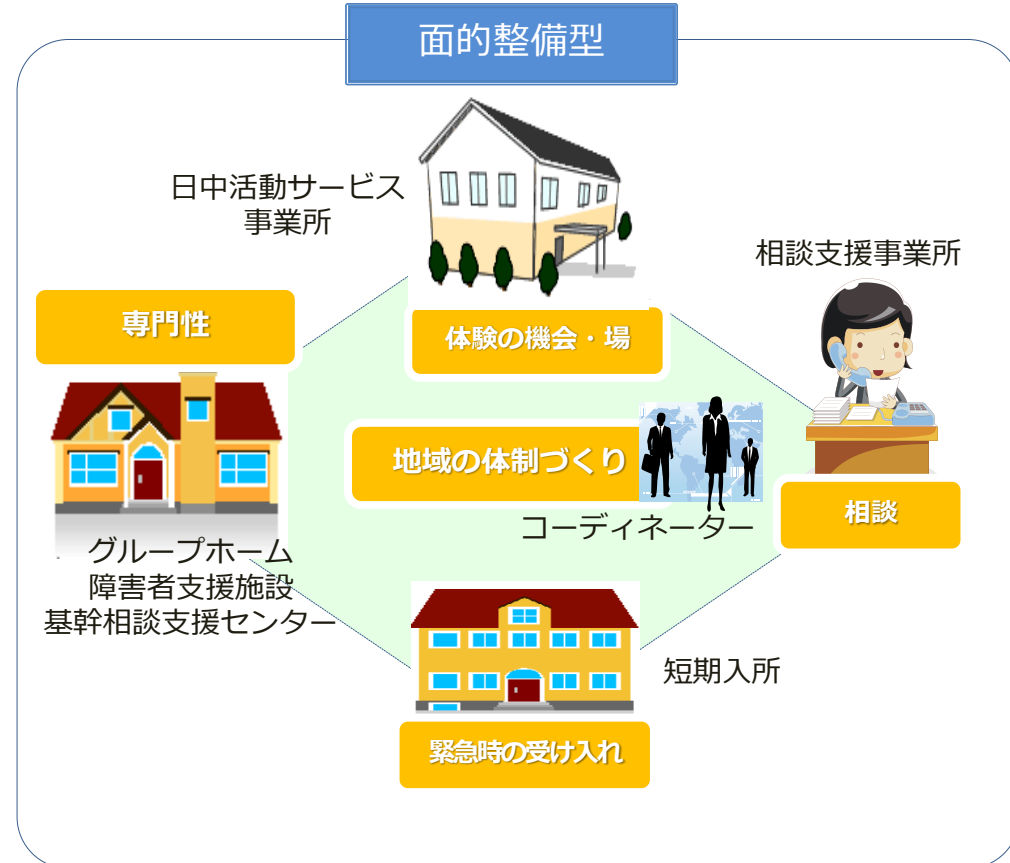 面的整備型
日中活動サービス
事業所
相談支援事業所
専門性
体験の機会・場
地域の体制づくり
相談
コーディネーター
グループホーム
障害者支援施設
基幹相談支援センター
短期入所
緊急時の受け入れ